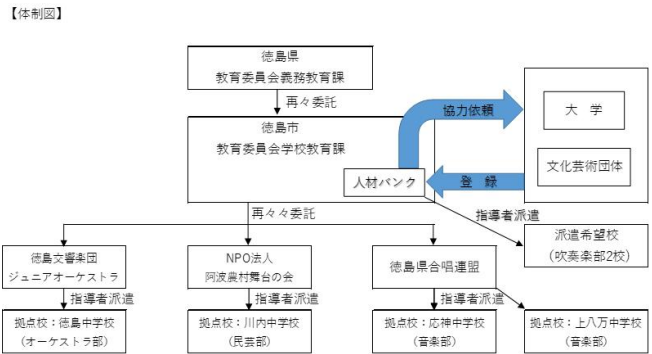 【体制図】
徳島県
教育委員会義務教育課
再々委託
徳島市
教育委員会学校教育課
人材バンク
協力依頼
登 録
大 学
文化芸術団体
指導者派遣
派遣希望校
(吹奏楽部2校)
再々々委託
徳島交響楽団
ジュニアオーケストラ
NPO法人
阿波農村舞台の会
徳島県合唱連盟
指導者派遣
指導者派遣
指導者派遣
拠点校：徳島中学校
(オーケストラ部)
拠点校：川内中学校
(民芸部)
拠点校：応神中学校
(音楽部)
拠点校：上八万中学校
(音楽部)